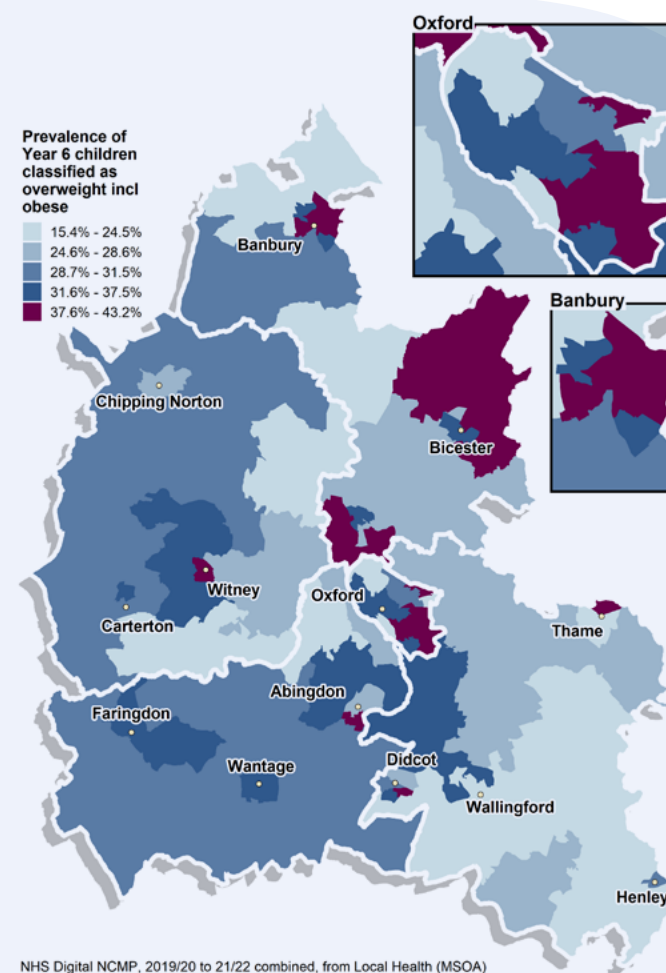 Oxford
Prevalence of
Year 6 children
classified as
overweight incl
obese
15.4% - 24.5%
24.6% - 28.6%
28.7% - 31.5%
31.6% - 37.5%
37.6% - 43.2%
Banbury
Banbury
Chipping Norton
Bicester
Witney
Oxford
Carterton
Thame
Abingdon
Faringdon
Wantage
Didcot
Wallingford
Henley
NHS Digital NCMP, 2019/20 to 21/22 combined, from Local Health (MSOA)